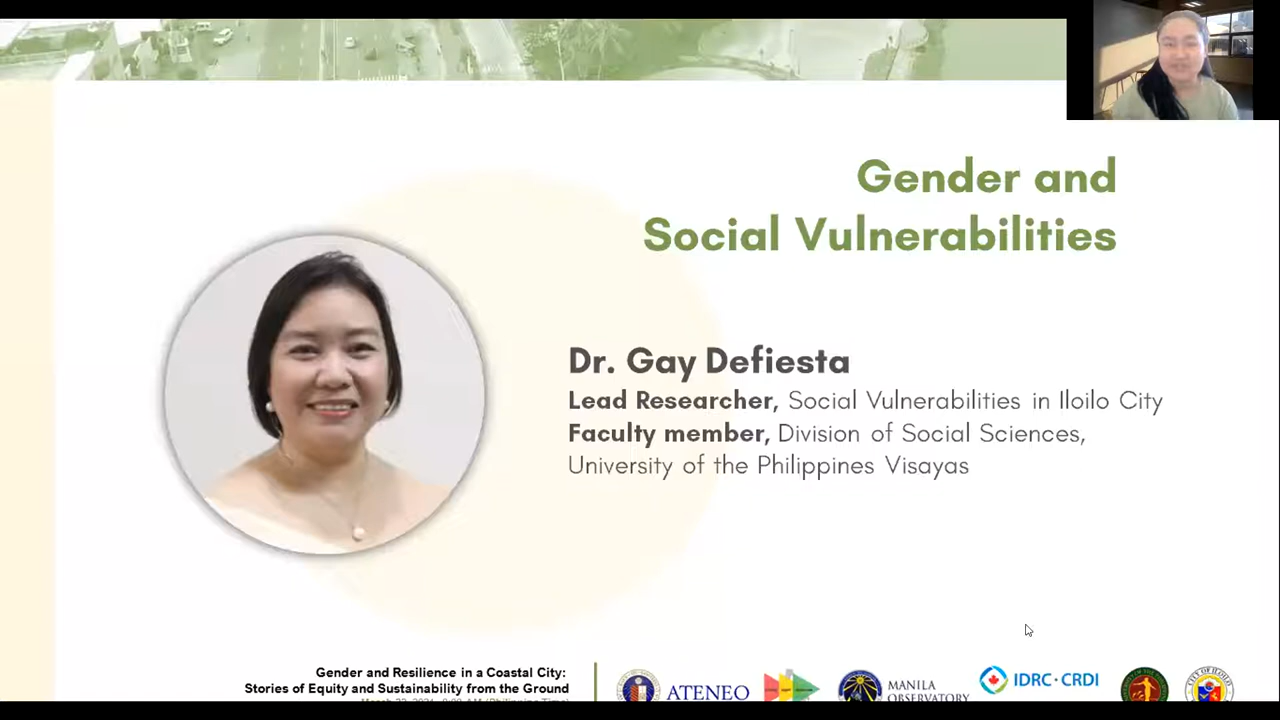 Gender and
Social Vulnerabilities
Dr. Gay Defiesta
Lead Researcher, Social Vulnerabilities in Iloilo City
Faculty member, Division of Social Sciences,
University of the Philippines Visayas
Gender and Resilience in a Coastal City:
Stories of Equity and Sustainability from the Ground
ATENEO
MANILA
OBSERVATORY
IDRC · CRDI